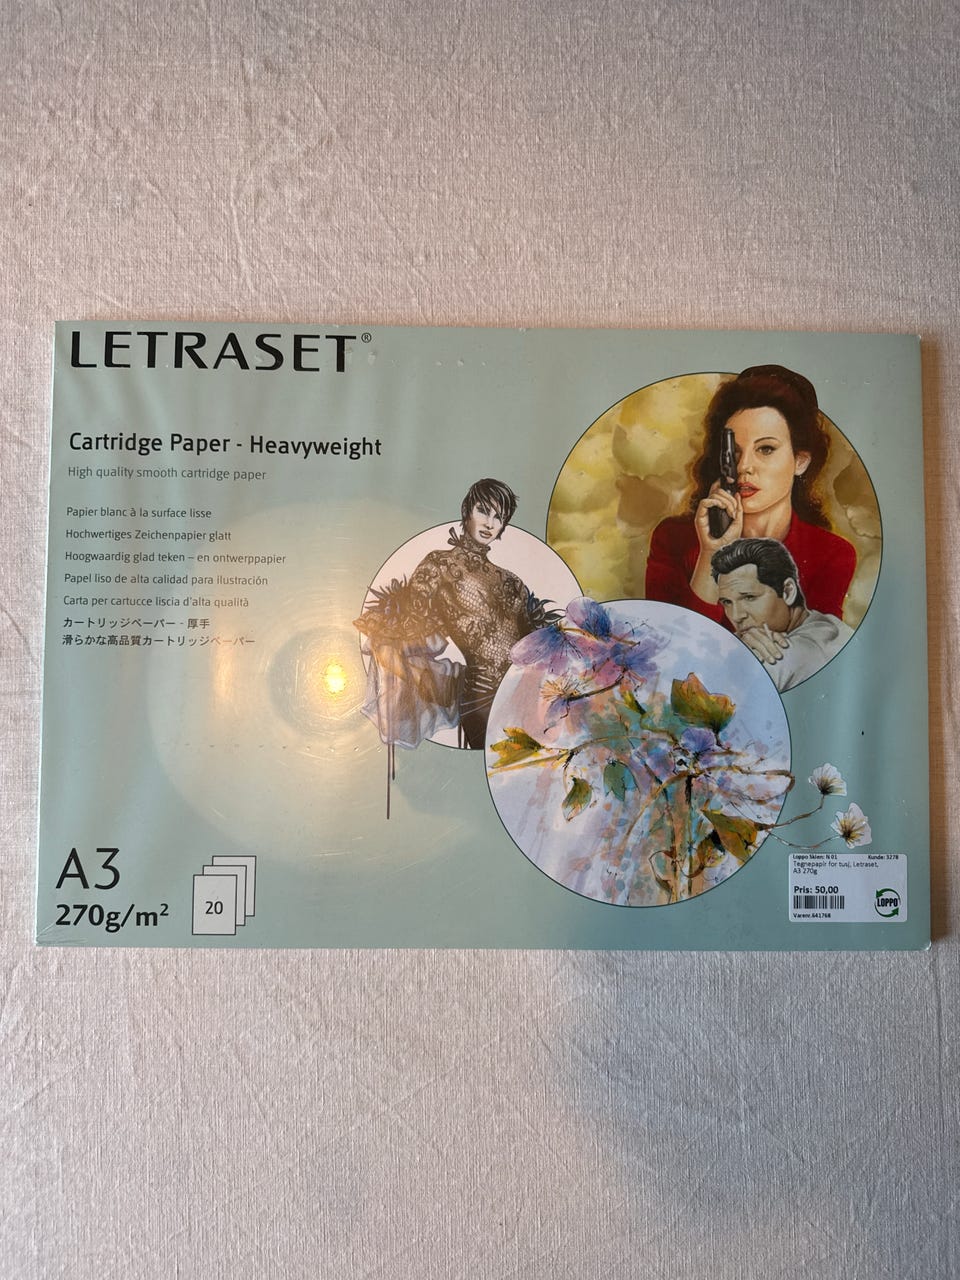 LETRASET®
Cartridge Paper - Heavyweight
High quality smooth cartridge paper
Papier blanc à la surface lisse
Hochwertiges Zeichenpapier glatt
Hoogwaardig glad teken – en ontwerppapier
Papel liso de alta calidad para ilustración
Carta per cartucce liscia d'alta qualità
カートリッジペーパー - 厚手
滑らかな高品質カートリッジペーパー
A3
270g/m²
20
Loppo Skien: N 01 Kunde: 3278
Tegnepapir for tusj, Letraset,
A3 270g
Pris: 50,00
LOPPO
Varenr.641768